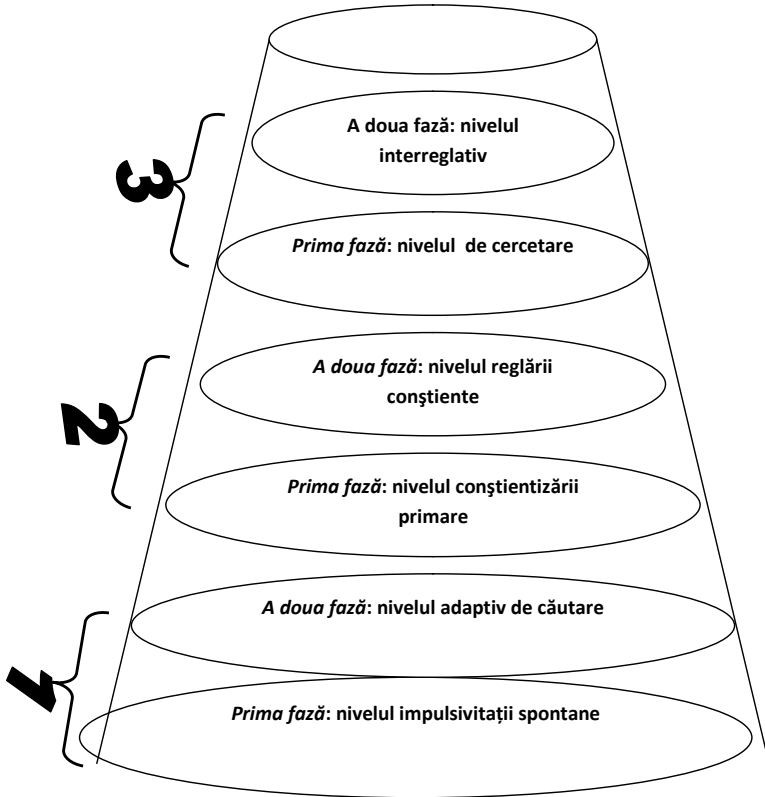 A doua fază: nivelul
interreglativ
3
Prima fază: nivelul de cercetare
A doua fază: nivelul reglării
conştiente
2
Prima fază: nivelul conştientizării
primare
A doua fază: nivelul adaptiv de căutare
1
Prima fază: nivelul impulsivitații spontane